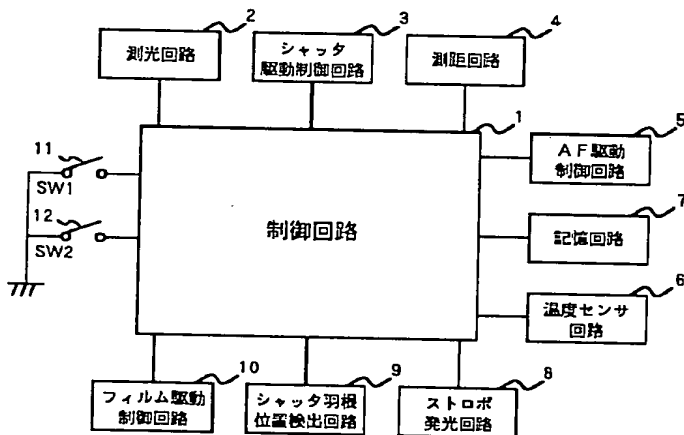 2
測光回路
3
シャッタ
駆動制御回路
4
測距回路
1
制御回路
5
AF駆動
制御回路
7
記憶回路
6
温度センサ
回路
11
SW1
12
SW2
10
フィルム駆動
制御回路
9
シャッタ羽根
位置検出回路
8
ストロボ
発光回路